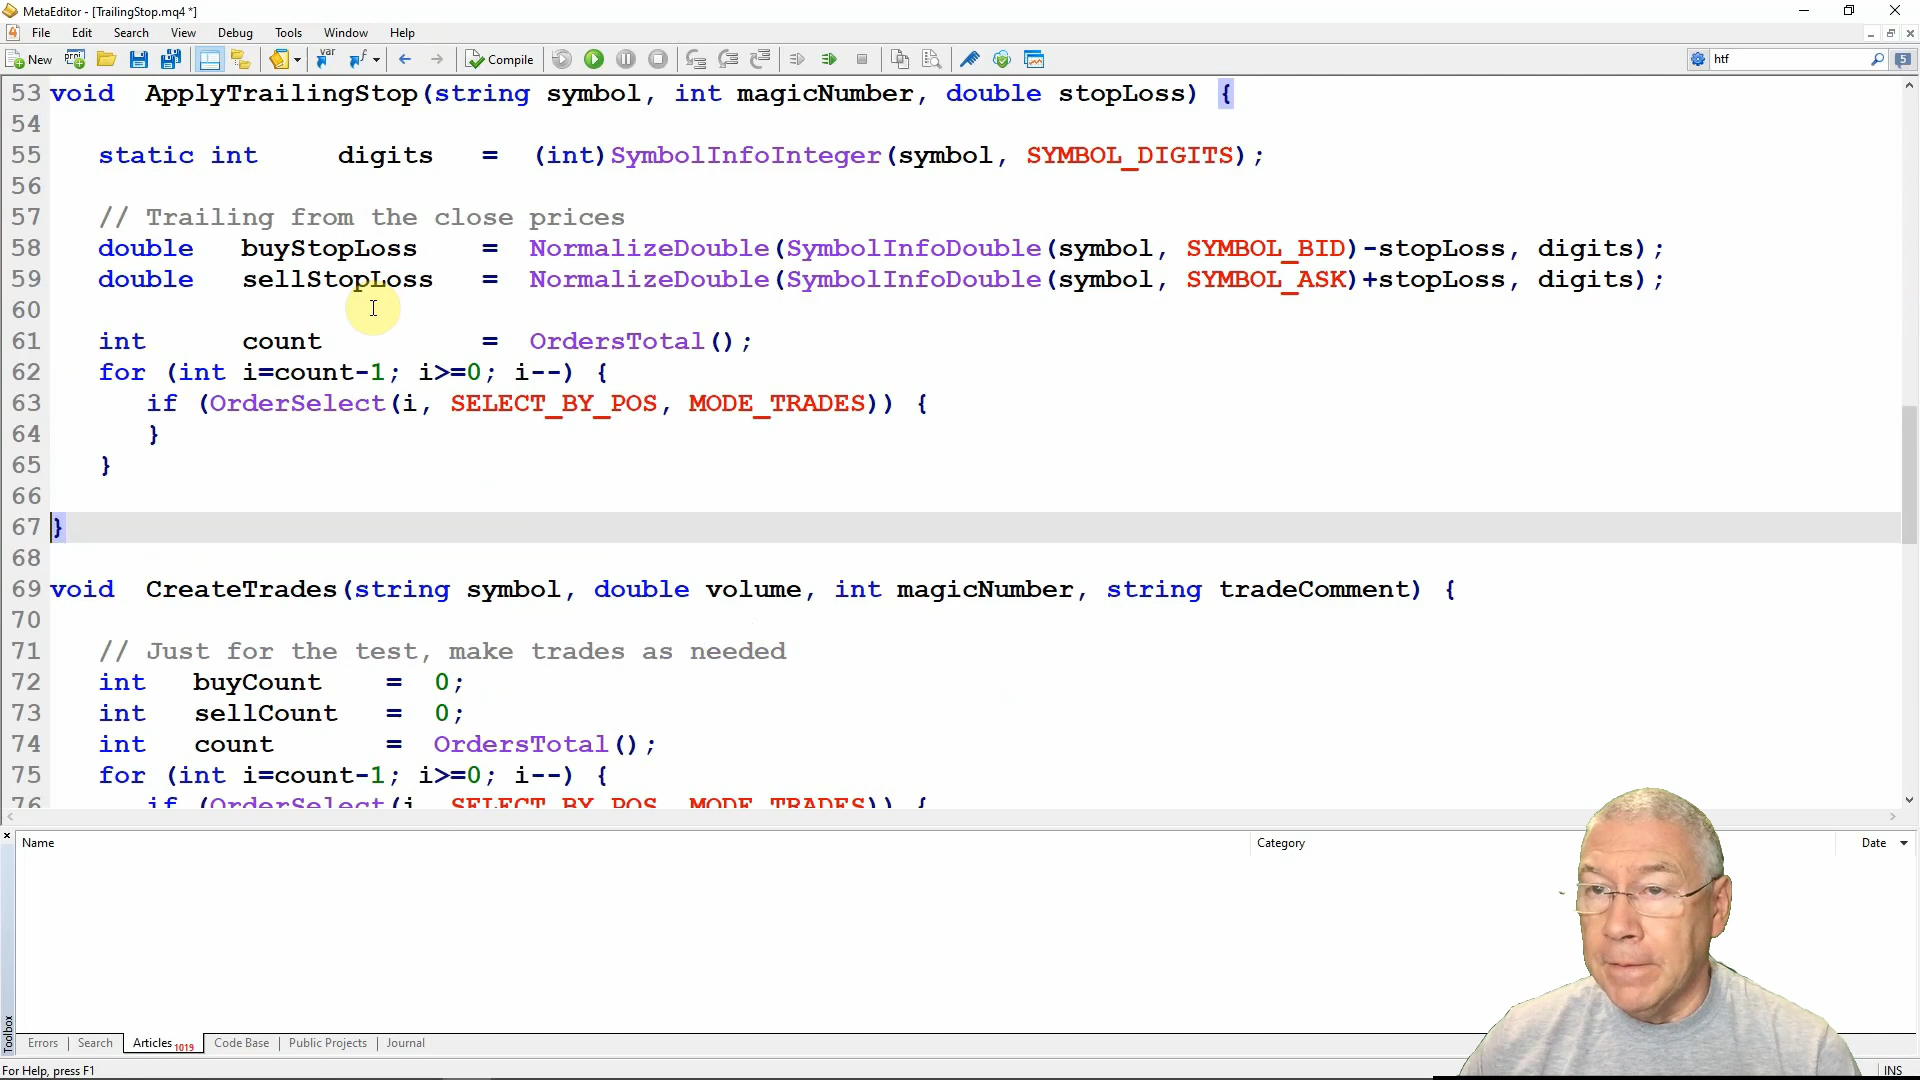 MetaEditor - [TrailingStop.mq4 *]
File Edit Search View Debug Tools Window Help
New Compile htf 5
53 void ApplyTrailingStop(string symbol, int magicNumber, double stopLoss) {
54
55 static int digits = (int)SymbolInfoInteger(symbol, SYMBOL_DIGITS);
56
57 // Trailing from the close prices
58 double buyStopLoss = NormalizeDouble(SymbolInfoDouble(symbol, SYMBOL_BID)-stopLoss, digits);
59 double sellStopLoss = NormalizeDouble(SymbolInfoDouble(symbol, SYMBOL_ASK)+stopLoss, digits);
60
61 int count = OrdersTotal();
62 for (int i=count-1; i>=0; i--) {
63 if (OrderSelect(i, SELECT_BY_POS, MODE_TRADES)) {
64 }
65 }
66
67 }
68
69 void CreateTrades(string symbol, double volume, int magicNumber, string tradeComment) {
70
71 // Just for the test, make trades as needed
72 int buyCount = 0;
73 int sellCount = 0;
74 int count = OrdersTotal();
75 for (int i=count-1; i>=0; i--) {
76 if (OrderSelect(i, SELECT_BY_POS, MODE_TRADES)) {
Name Category Date
Toolbox
Errors Search Articles 1019 Code Base Public Projects Journal
For Help, press F1 INS